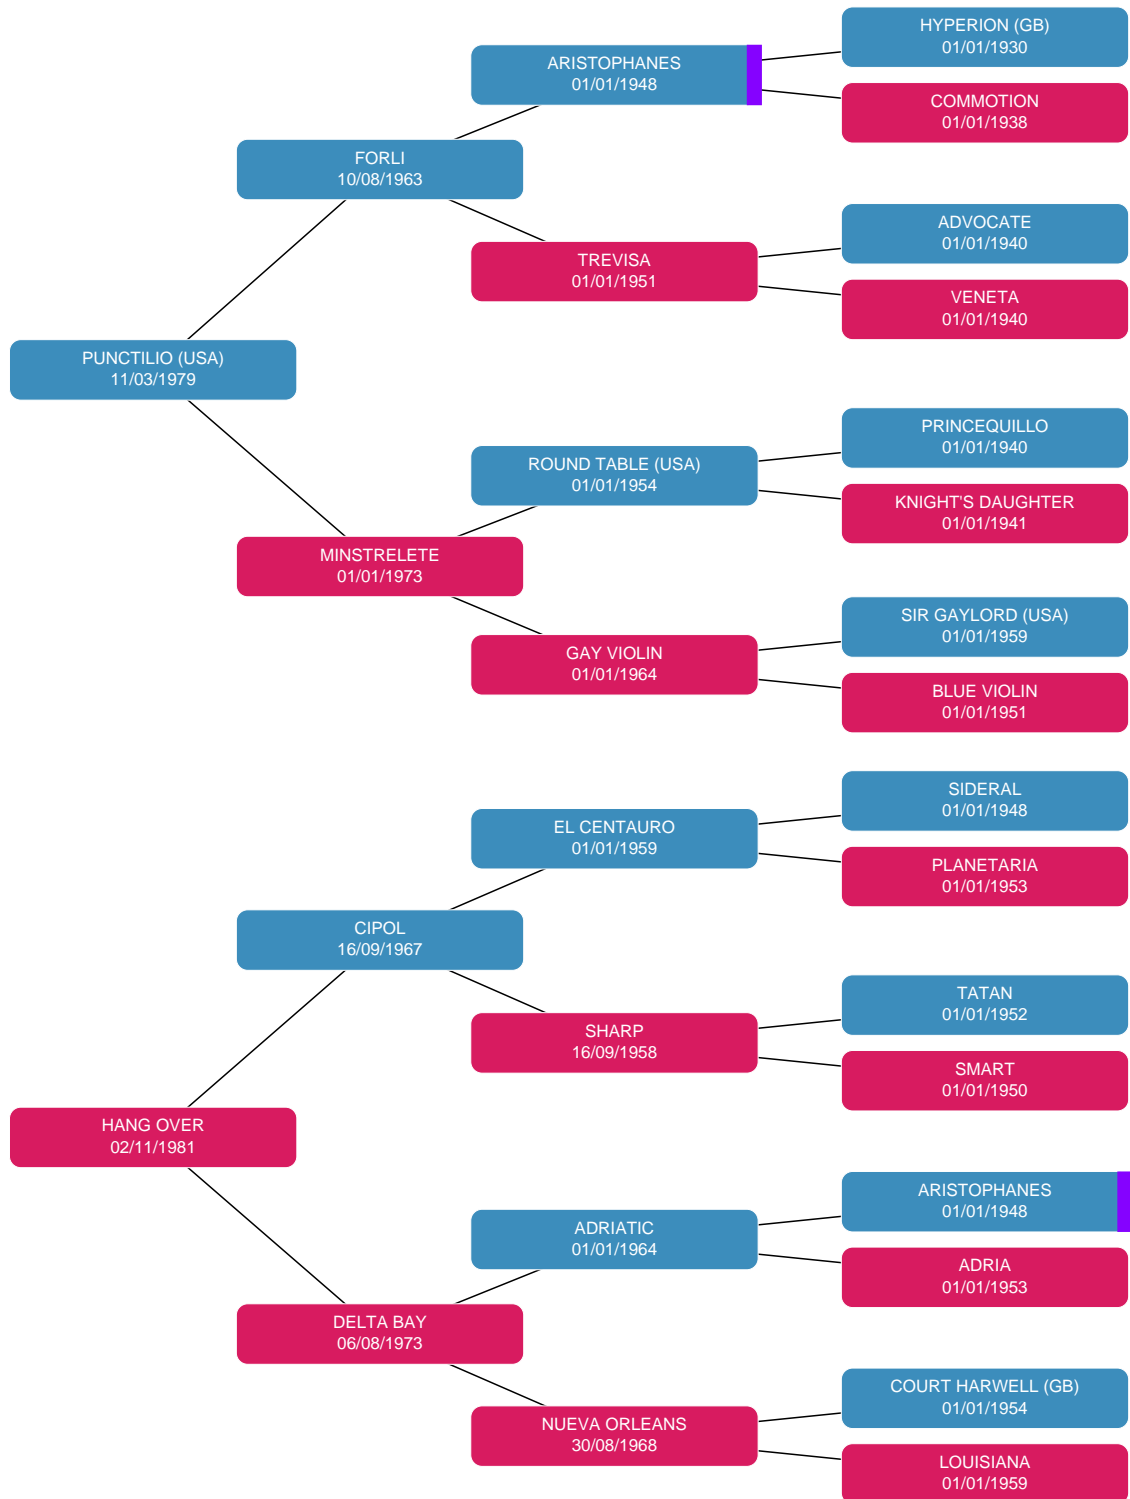 HYPERION (GB)
01/01/1930
ARISTOPHANES
01/01/1948
COMMOTION
01/01/1938
FORLI
10/08/1963
ADVOCATE
01/01/1940
TREVISA
01/01/1951
VENETA
01/01/1940
PUNCTILIO (USA)
11/03/1979
PRINCEQUILLO
01/01/1940
ROUND TABLE (USA)
01/01/1954
KNIGHT'S DAUGHTER
01/01/1941
MINSTRELETE
01/01/1973
SIR GAYLORD (USA)
01/01/1959
GAY VIOLIN
01/01/1964
BLUE VIOLIN
01/01/1951
SIDERAL
01/01/1948
EL CENTAURO
01/01/1959
PLANETARIA
01/01/1953
CIPOL
16/09/1967
TATAN
01/01/1952
SHARP
16/09/1958
SMART
01/01/1950
HANG OVER
02/11/1981
ARISTOPHANES
01/01/1948
ADRIATIC
01/01/1964
ADRIA
01/01/1953
DELTA BAY
06/08/1973
COURT HARWELL (GB)
01/01/1954
NUEVA ORLEANS
30/08/1968
LOUISIANA
01/01/1959